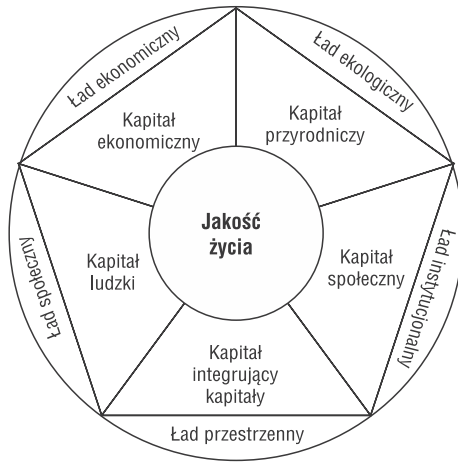 Ład ekonomiczny
Ład ekologiczny
Kapitał
ekonomiczny
Kapitał
przyrodniczy
Jakość
życia
Ład społeczny
Kapitał
ludzki
Kapitał
społeczny
Ład instytucjonalny
Kapitał
integrujący
kapitały
Ład przestrzenny